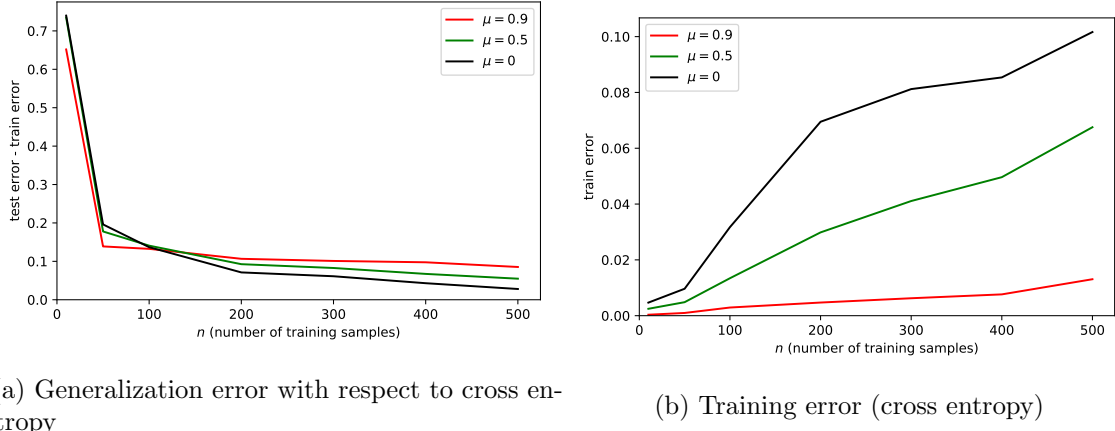 0.7
0.6
0.5
0.4
0.3
0.2
0.1
0.0
test error - train error
μ = 0.9
μ = 0.5
μ = 0
0 100 200 300 400 500
n (number of training samples)
a) Generalization error with respect to cross en-
tropy
0.10
0.08
0.06
0.04
0.02
0.00
train error
μ = 0.9
μ = 0.5
μ = 0
0 100 200 300 400 500
n (number of training samples)
(b) Training error (cross entropy)